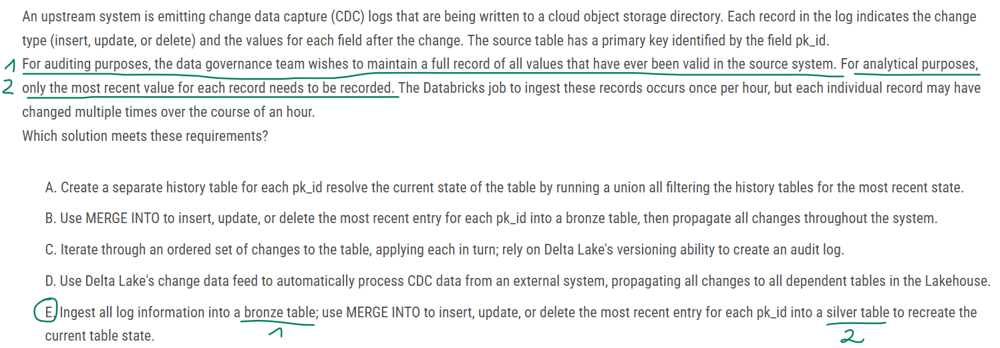 An upstream system is emitting change data capture (CDC) logs that are being written to a cloud object storage directory. Each record in the log indicates the change
type (insert, update, or delete) and the values for each field after the change. The source table has a primary key identified by the field pk_id.
1 For auditing purposes, the data governance team wishes to maintain a full record of all values that have ever been valid in the source system. For analytical purposes,
2 only the most recent value for each record needs to be recorded. The Databricks job to ingest these records occurs once per hour, but each individual record may have
changed multiple times over the course of an hour.
Which solution meets these requirements?
A. Create a separate history table for each pk_id resolve the current state of the table by running a union all filtering the history tables for the most recent state.
B. Use MERGE INTO to insert, update, or delete the most recent entry for each pk_id into a bronze table, then propagate all changes throughout the system.
C. Iterate through an ordered set of changes to the table, applying each in turn; rely on Delta Lake's versioning ability to create an audit log.
D. Use Delta Lake's change data feed to automatically process CDC data from an external system, propagating all changes to all dependent tables in the Lakehouse.
E. Ingest all log information into a bronze table; use MERGE INTO to insert, update, or delete the most recent entry for each pk_id into a silver table to recreate the
1 2
current table state.